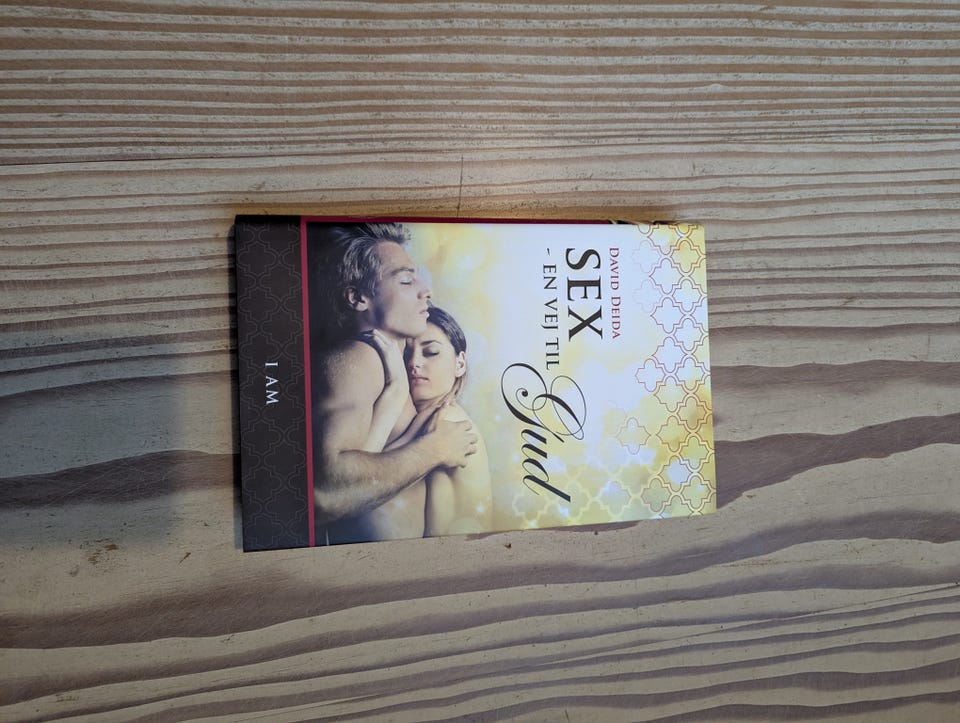 DAVID DEIDA
SEX
- EN VEJ TIL
Gud
I AM